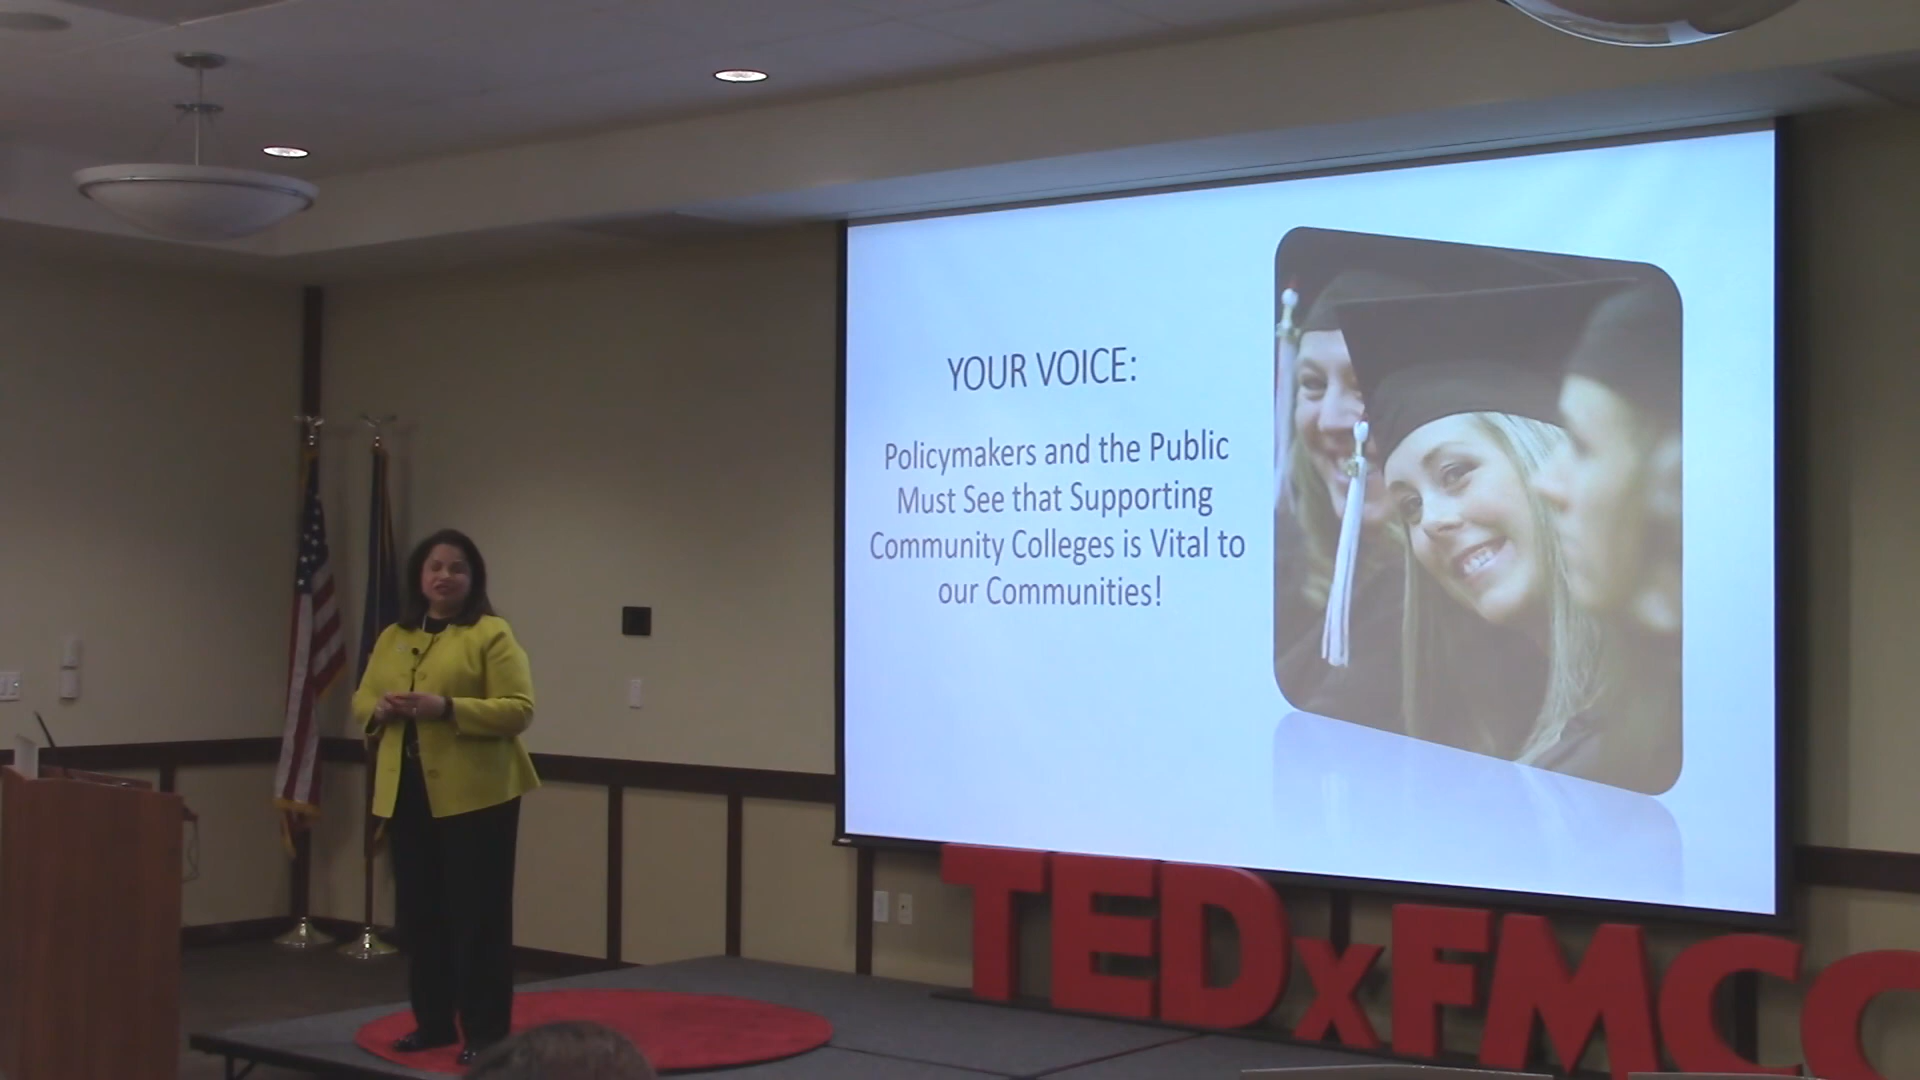 YOUR VOICE:
Policymakers and the Public
Must See that Supporting
Community Colleges is Vital to
our Communities!
TEDxFMCC